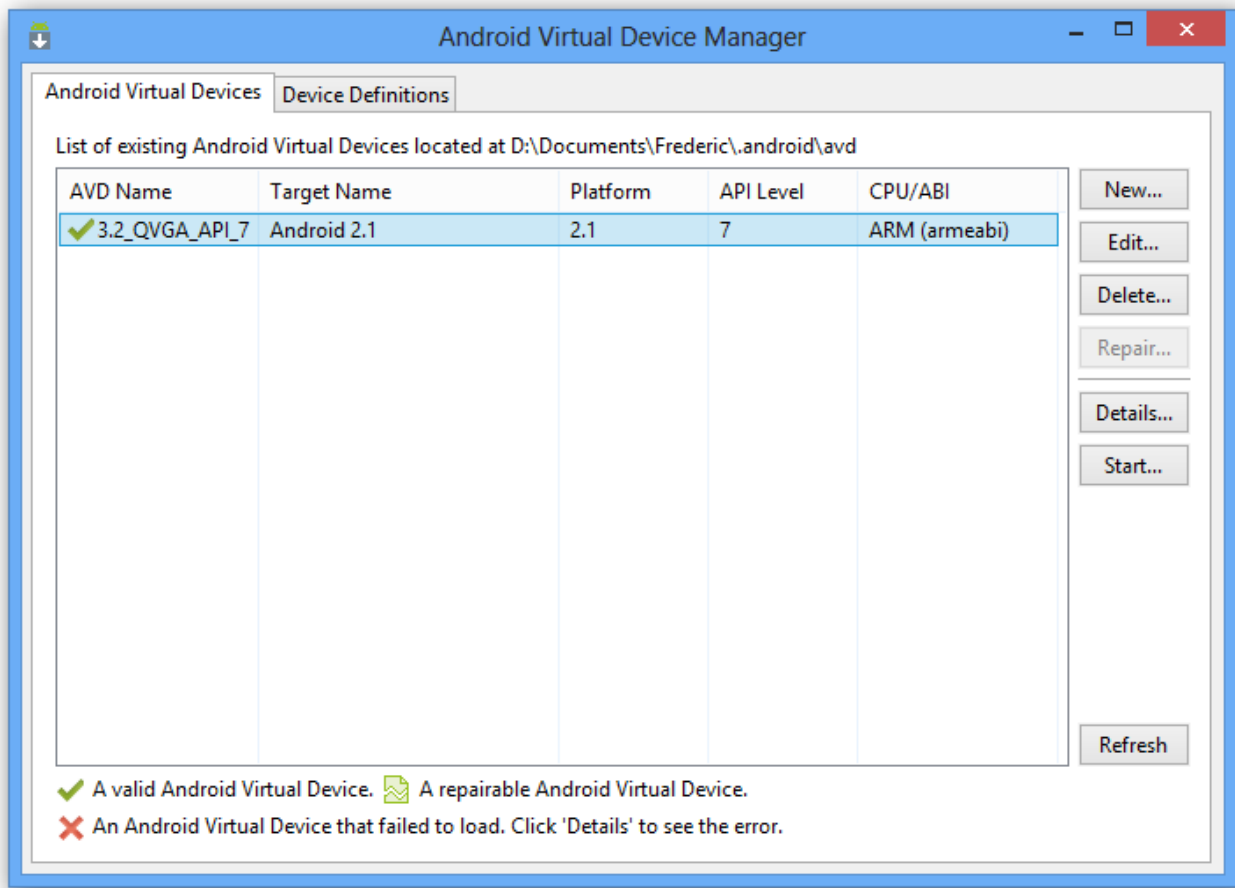 Android Virtual Device Manager
Android Virtual Devices Device Definitions
List of existing Android Virtual Devices located at D:\Documents\Frederic\.android\avd
AVD Name Target Name Platform API Level CPU/ABI
3.2_QVGA_API_7 Android 2.1 2.1 7 ARM (armeabi)
New...
Edit...
Delete...
Repair...
Details...
Start...
Refresh
A valid Android Virtual Device. A repairable Android Virtual Device.
An Android Virtual Device that failed to load. Click 'Details' to see the error.